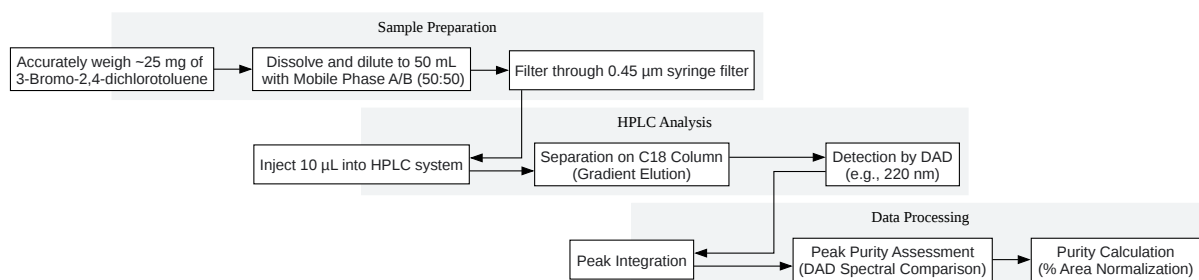 Sample Preparation
Accurately weigh ~25 mg of
3-Bromo-2,4-dichlorotoluene
Dissolve and dilute to 50 mL
with Mobile Phase A/B (50:50)
Filter through 0.45 µm syringe filter
HPLC Analysis
Inject 10 µL into HPLC system
Separation on C18 Column
(Gradient Elution)
Detection by DAD
(e.g., 220 nm)
Data Processing
Peak Integration
Peak Purity Assessment
(DAD Spectral Comparison)
Purity Calculation
(% Area Normalization)